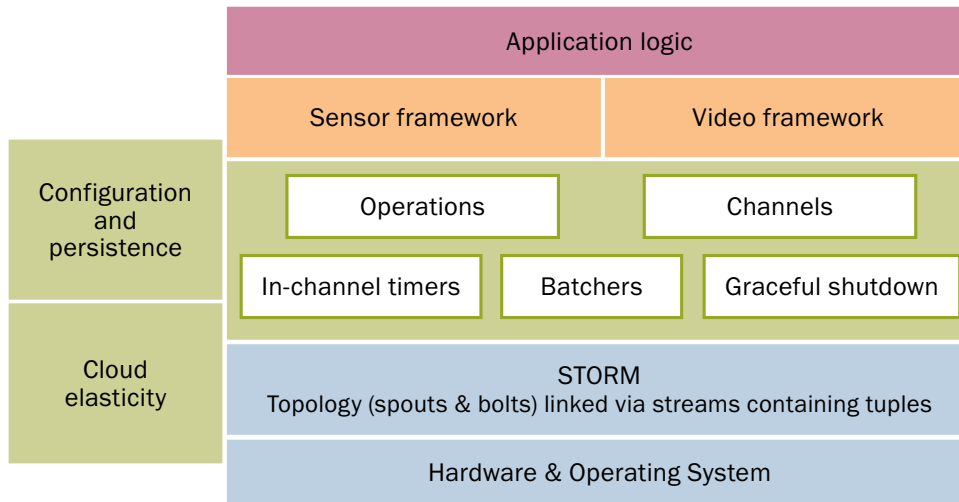 Application logic
Sensor framework
Video framework
Configuration
and
persistence
Operations
Channels
In-channel timers
Batchers
Graceful shutdown
Cloud
elasticity
STORM
Topology (spouts & bolts) linked via streams containing tuples
Hardware & Operating System